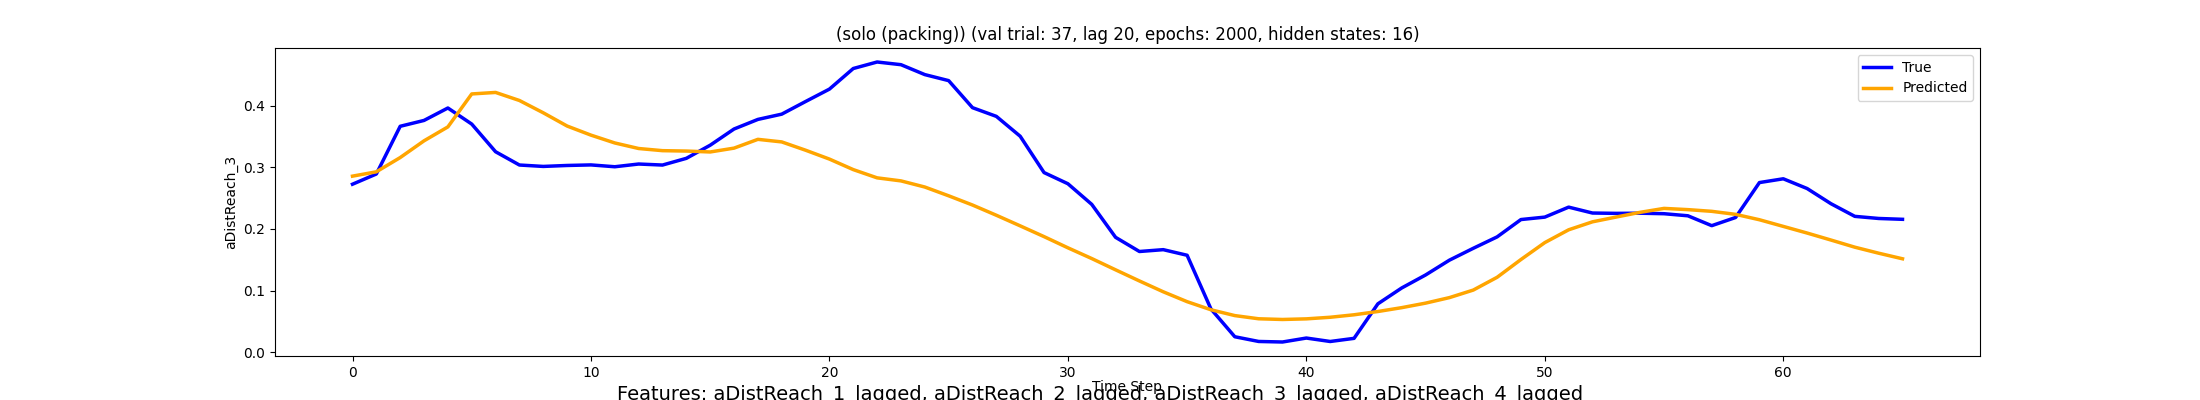 (solo (packing)) (val trial: 37, lag 20, epochs: 2000, hidden states: 16)
True
Predicted
aDistReach_3
0.4
0.3
0.2
0.1
0.0
0 10 20 30 40 50 60
Time Step
Features: aDistReach_1_lagged, aDistReach_2_lagged, aDistReach_3_lagged, aDistReach_4_lagged